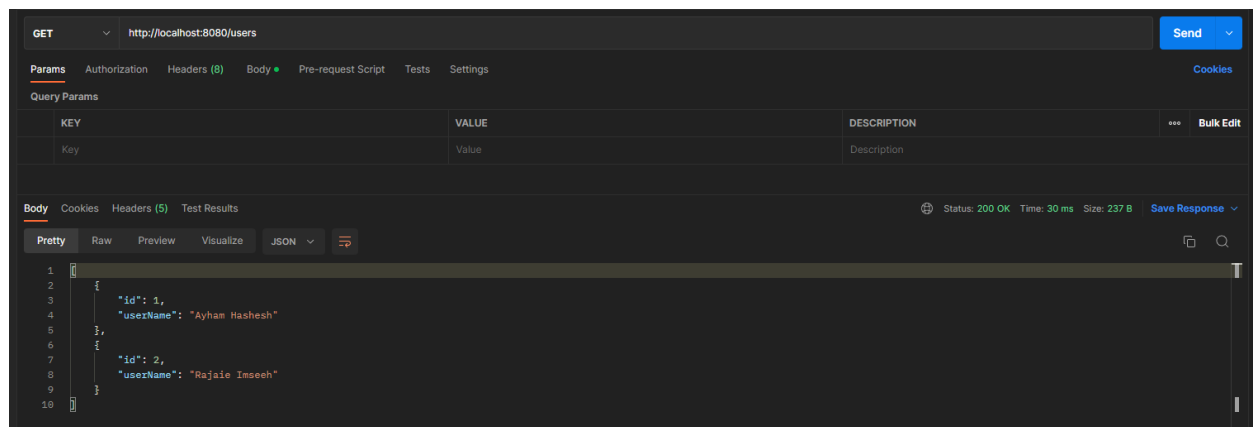 GET http://localhost:8080/users Send
Params Authorization Headers (8) Body Pre-request Script Tests Settings Cookies
Query Params
KEY VALUE DESCRIPTION ooo Bulk Edit
Key Value Description
Body Cookies Headers (5) Test Results Status: 200 OK Time: 30 ms Size: 237 B Save Response
Pretty Raw Preview Visualize JSON
1 [
2 {
3 "id": 1,
4 "userName": "Ayham Hashesh"
5 },
6 {
7 "id": 2,
8 "userName": "Rajaie Imseeh"
9 }
10 ]